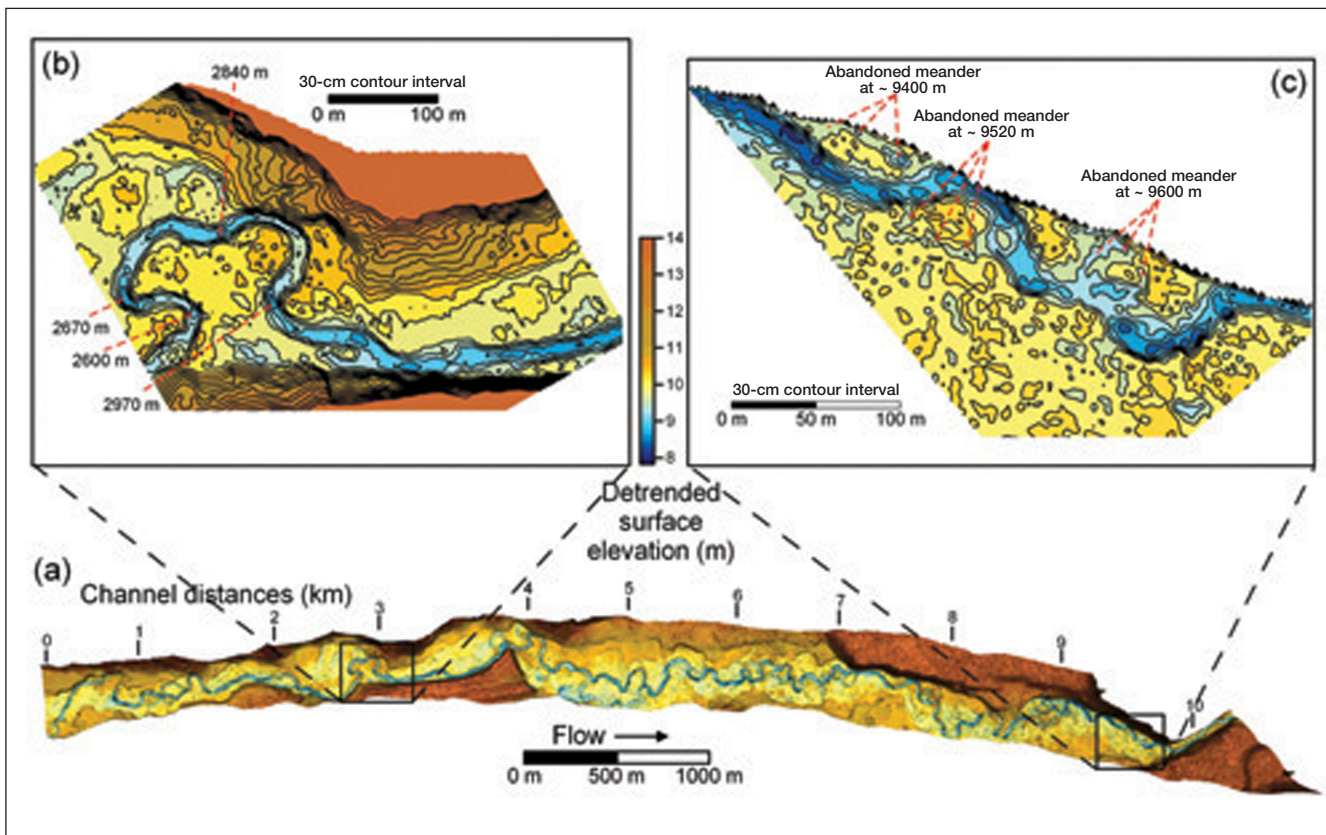 (b)
2840 m
30-cm contour interval
0 m 100 m
2670 m
2600 m
2970 m
(c)
Abandoned meander
at ~ 9400 m
Abandoned meander
at ~ 9520 m
Abandoned meander
at ~ 9600 m
30-cm contour interval
0 m 50 m 100 m
14
13
12
11
10
9
8
Detrended
surface
elevation (m)
(a)
Channel distances (km)
0 1 2 3 4 5 6 7 8 9 10
Flow
0 m 500 m 1000 m